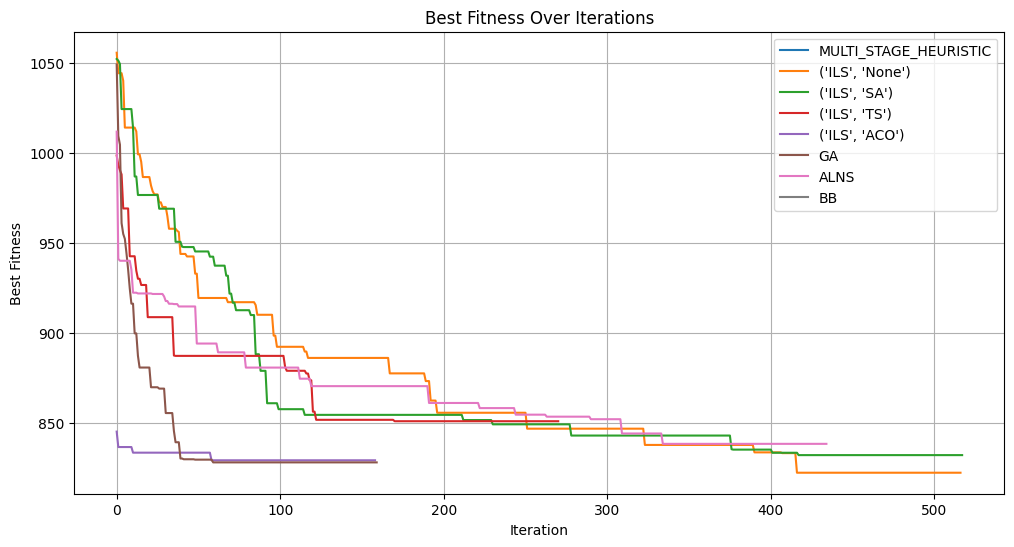 Best Fitness Over Iterations
Best Fitness
1050
1000
950
900
850
0
100
200
300
400
500
Iteration
MULTI_STAGE_HEURISTIC
('ILS', 'None')
('ILS', 'SA')
('ILS', 'TS')
('ILS', 'ACO')
GA
ALNS
BB